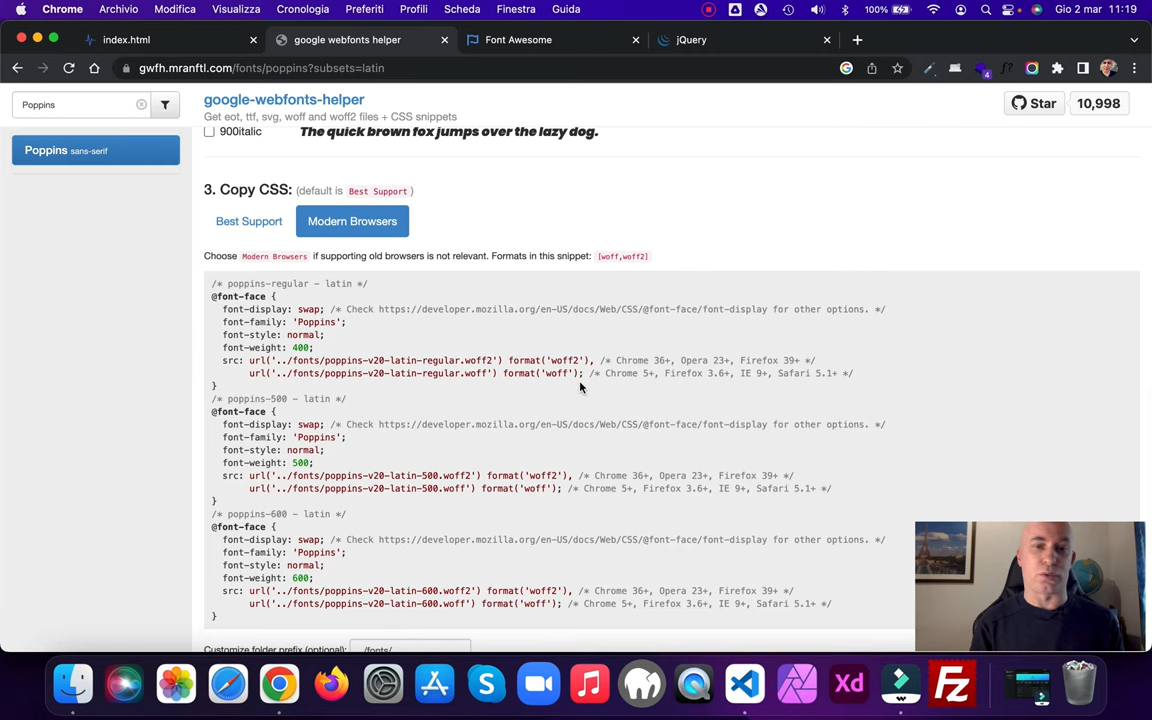 Chrome Archivio Modifica Visualizza Cronologia Preferiti Profili Scheda Finestra Guida 100% Gio 2 mar 11:19
index.html google webfonts helper Font Awesome jQuery
gwfh.mranftl.com/fonts/poppins?subsets=latin 4
Poppins
google-webfonts-helper
Get eot, ttf, svg, woff and woff2 files + CSS snippets
Star 10,998
900italic The quick brown fox jumps over the lazy dog.
Poppins sans-serif
3. Copy CSS: (default is Best Support )
Best Support Modern Browsers
Choose Modern Browsers if supporting old browsers is not relevant. Formats in this snippet: [woff,woff2]
/* poppins-regular - latin */
@font-face {
font-display: swap; /* Check https://developer.mozilla.org/en-US/docs/Web/CSS/@font-face/font-display for other options. */
font-family: 'Poppins';
font-style: normal;
font-weight: 400;
src: url('../fonts/poppins-v20-latin-regular.woff2') format('woff2'), /* Chrome 36+, Opera 23+, Firefox 39+ */
url('../fonts/poppins-v20-latin-regular.woff') format('woff'); /* Chrome 5+, Firefox 3.6+, IE 9+, Safari 5.1+ */
}
/* poppins-500 - latin */
@font-face {
font-display: swap; /* Check https://developer.mozilla.org/en-US/docs/Web/CSS/@font-face/font-display for other options. */
font-family: 'Poppins';
font-style: normal;
font-weight: 500;
src: url('../fonts/poppins-v20-latin-500.woff2') format('woff2'), /* Chrome 36+, Opera 23+, Firefox 39+ */
url('../fonts/poppins-v20-latin-500.woff') format('woff'); /* Chrome 5+, Firefox 3.6+, IE 9+, Safari 5.1+ */
}
/* poppins-600 - latin */
@font-face {
font-display: swap; /* Check https://developer.mozilla.org/en-US/docs/Web/CSS/@font-face/font-display for other options. */
font-family: 'Poppins';
font-style: normal;
font-weight: 600;
src: url('../fonts/poppins-v20-latin-600.woff2') format('woff2'), /* Chrome 36+, Opera 23+, Firefox 39+ */
url('../fonts/poppins-v20-latin-600.woff') format('woff'); /* Chrome 5+, Firefox 3.6+, IE 9+, Safari 5.1+ */
}
Customize folder prefix (optional): ../fonts/
Xd Fz